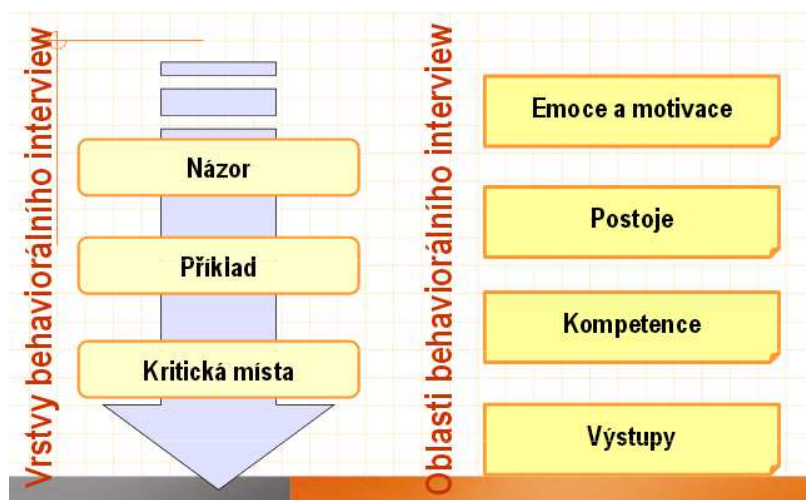 Vrstvy behaviorálního interview
Názor
Příklad
Kritická místa
Oblasti behaviorálního interview
Emoce a motivace
Postoje
Kompetence
Výstupy